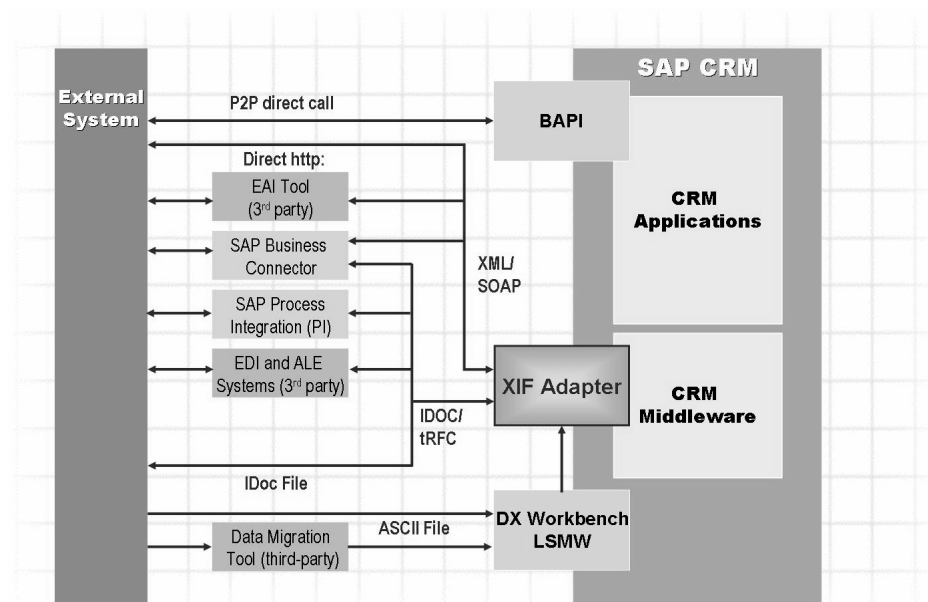 SAP CRM
External
System
P2P direct call
BAPI
Direct http:
EAI Tool
(3rd party)
CRM
Applications
SAP Business
Connector
XML/
SOAP
SAP Process
Integration (PI)
EDI and ALE
Systems (3rd party)
XIF Adapter
CRM
Middleware
IDOC/
tRFC
IDoc File
DX Workbench
LSMW
ASCII File
Data Migration
Tool (third-party)